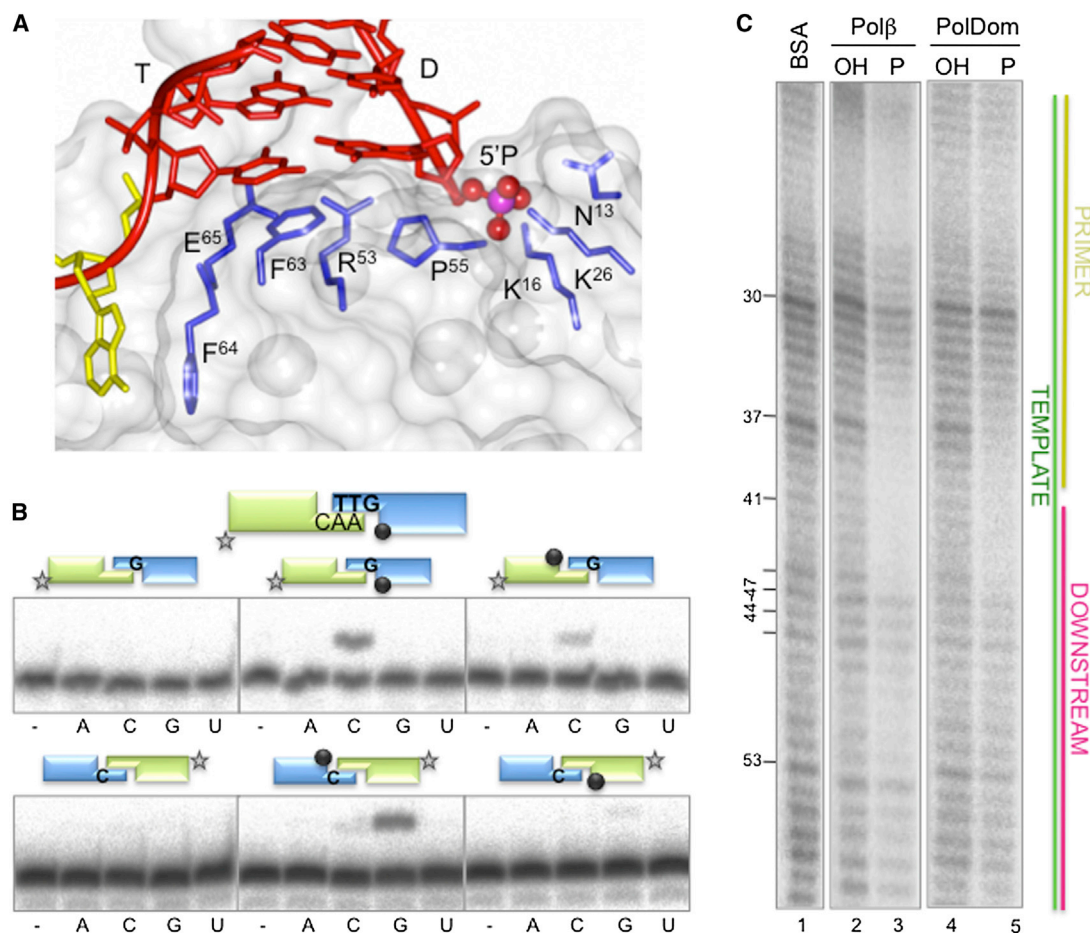 A
T
D
5'P
N13
E65
F63
R53
P55
K16
K26
F64
B
TTG
CAA
G
G
G
- A C G U
- A C G U
- A C G U
C
C
C
- A C G U
- A C G U
- A C G U
C
BSA
Polβ
PolDom
OH P OH P
30
37
41
44-47
53
TEMPLATE
PRIMER
DOWNSTREAM
1 2 3 4 5